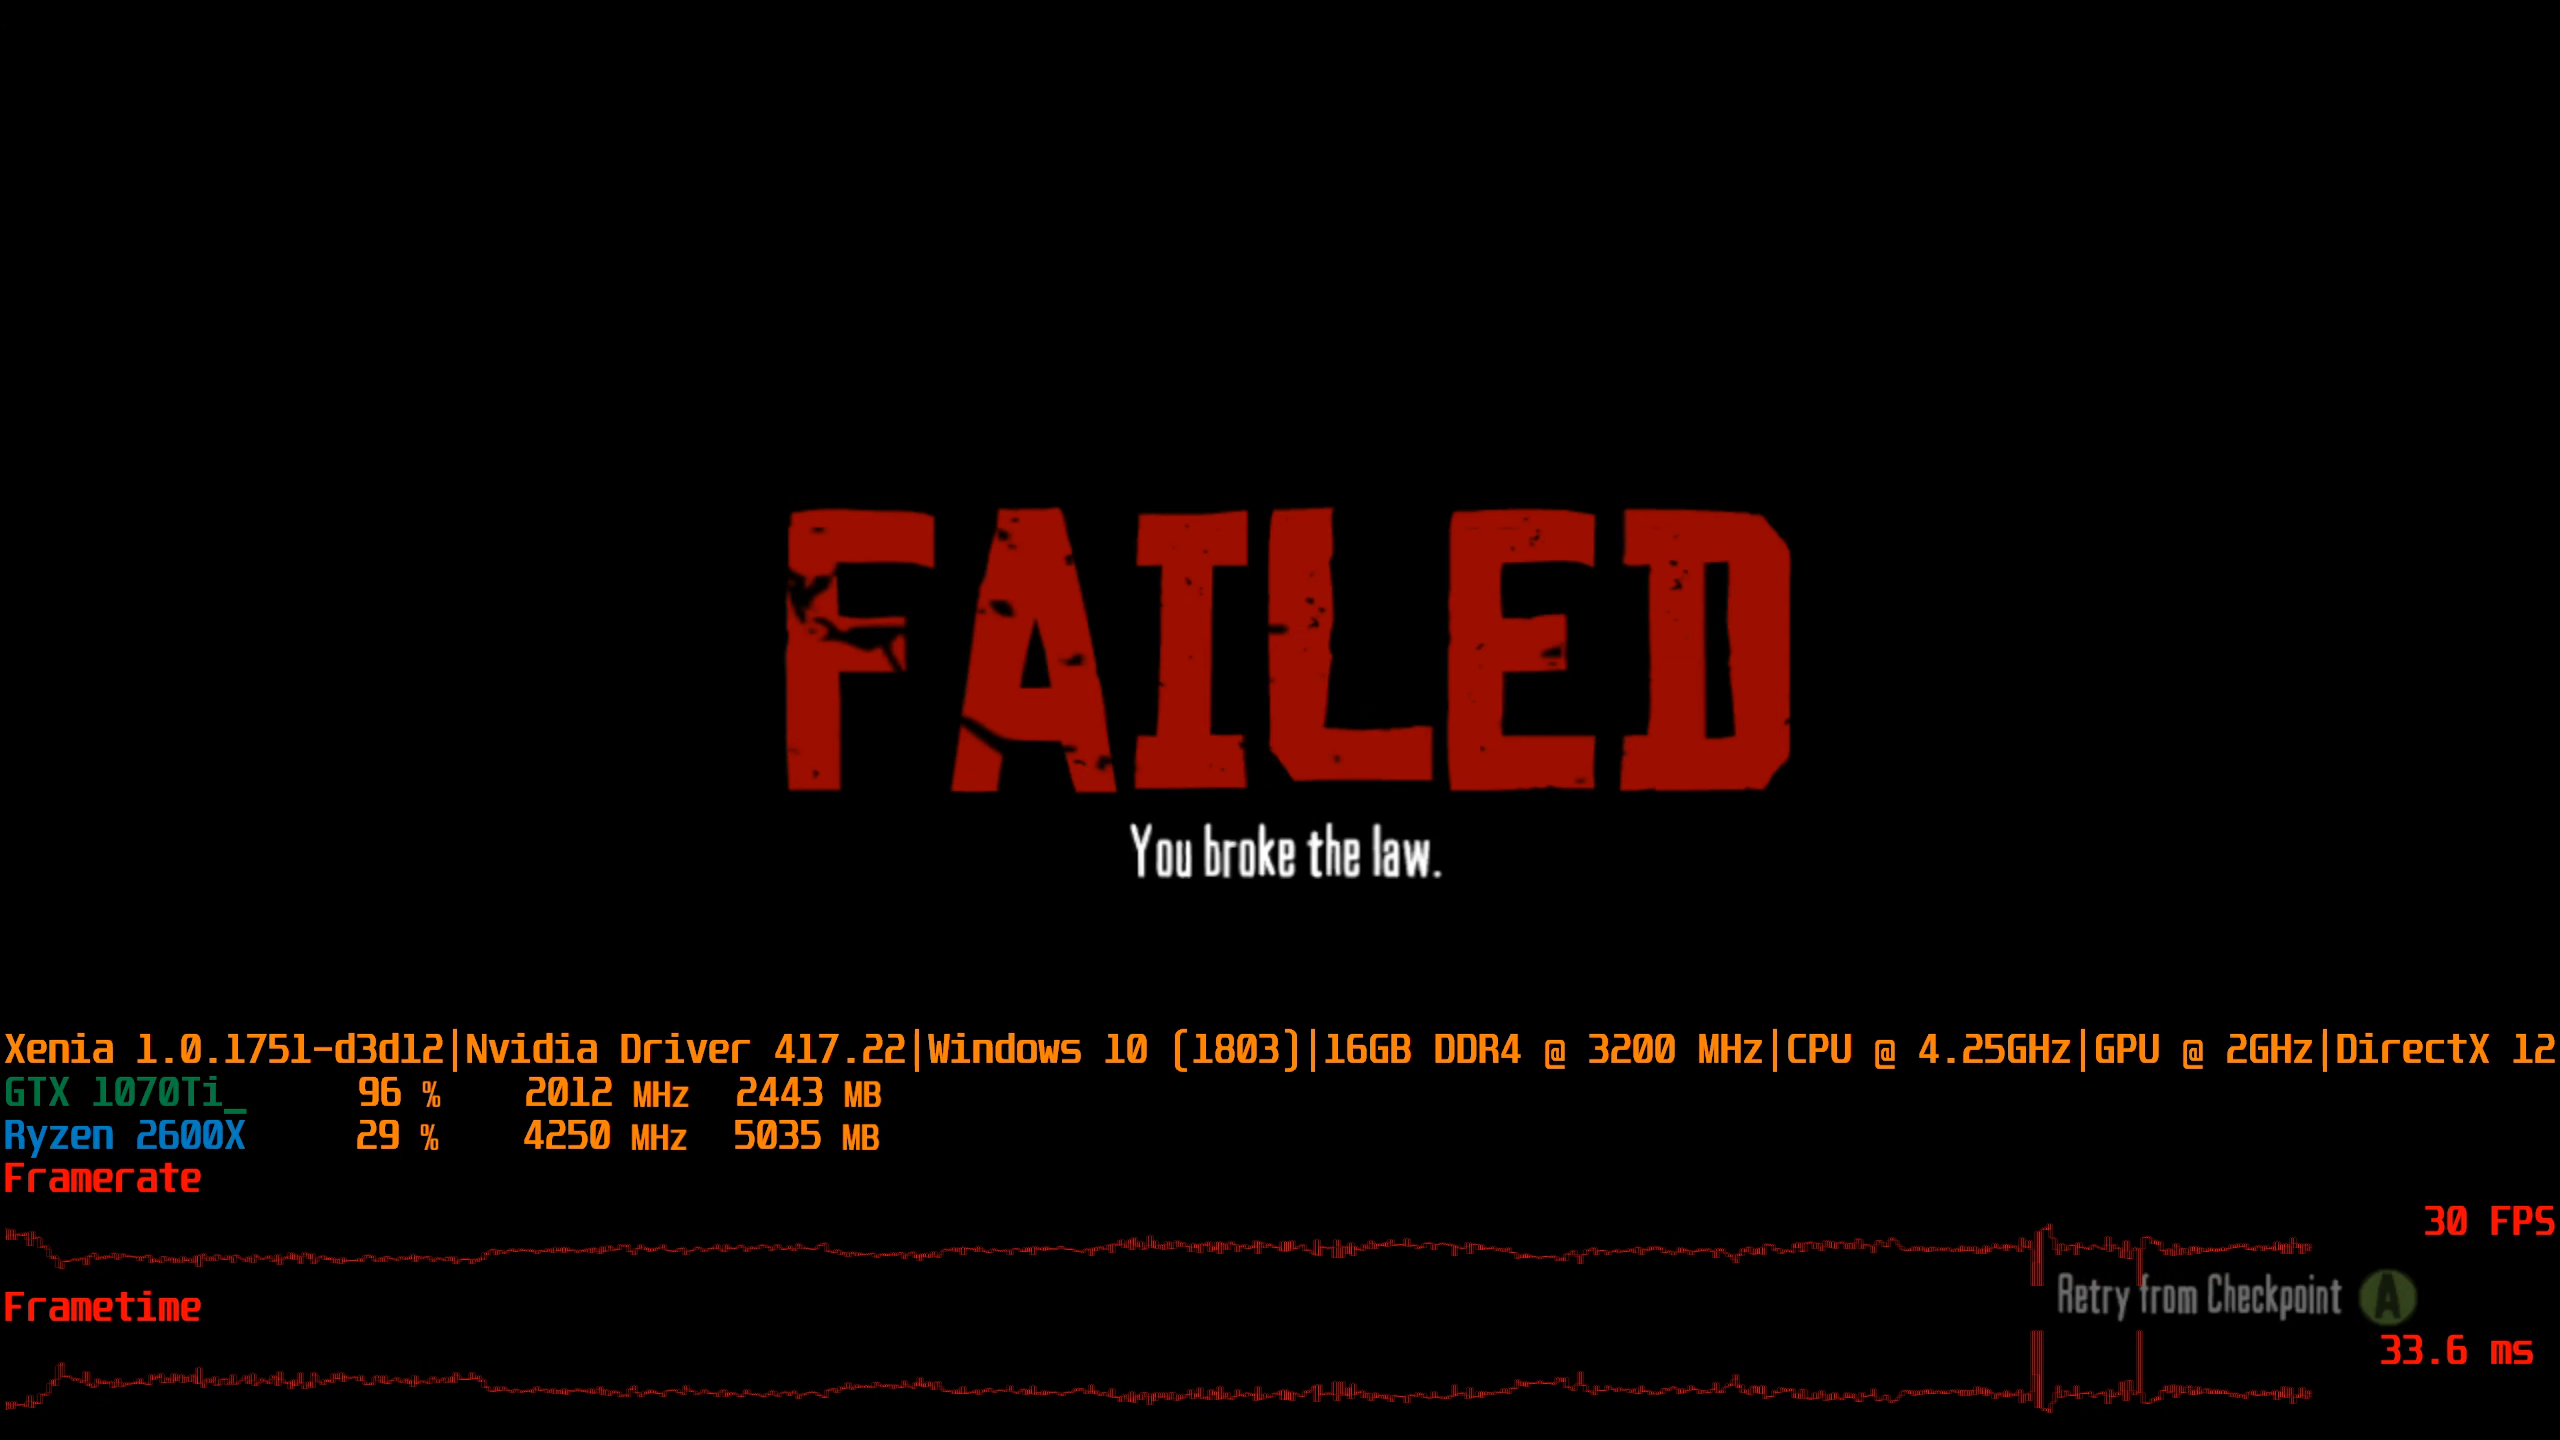 FAILED
You broke the law.
Xenia 1.0.1751-d3d12|Nvidia Driver 417.22|Windows 10 (1803)|16GB DDR4 @ 3200 MHz|CPU @ 4.25GHz|GPU @ 2GHz|DirectX 12
GTX 1070Ti_ 96 % 2012 MHz 2443 MB
Ryzen 2600X 29 % 4250 MHz 5035 MB
Framerate
30 FPS
Retry from Checkpoint A
Frametime
33.6 ms